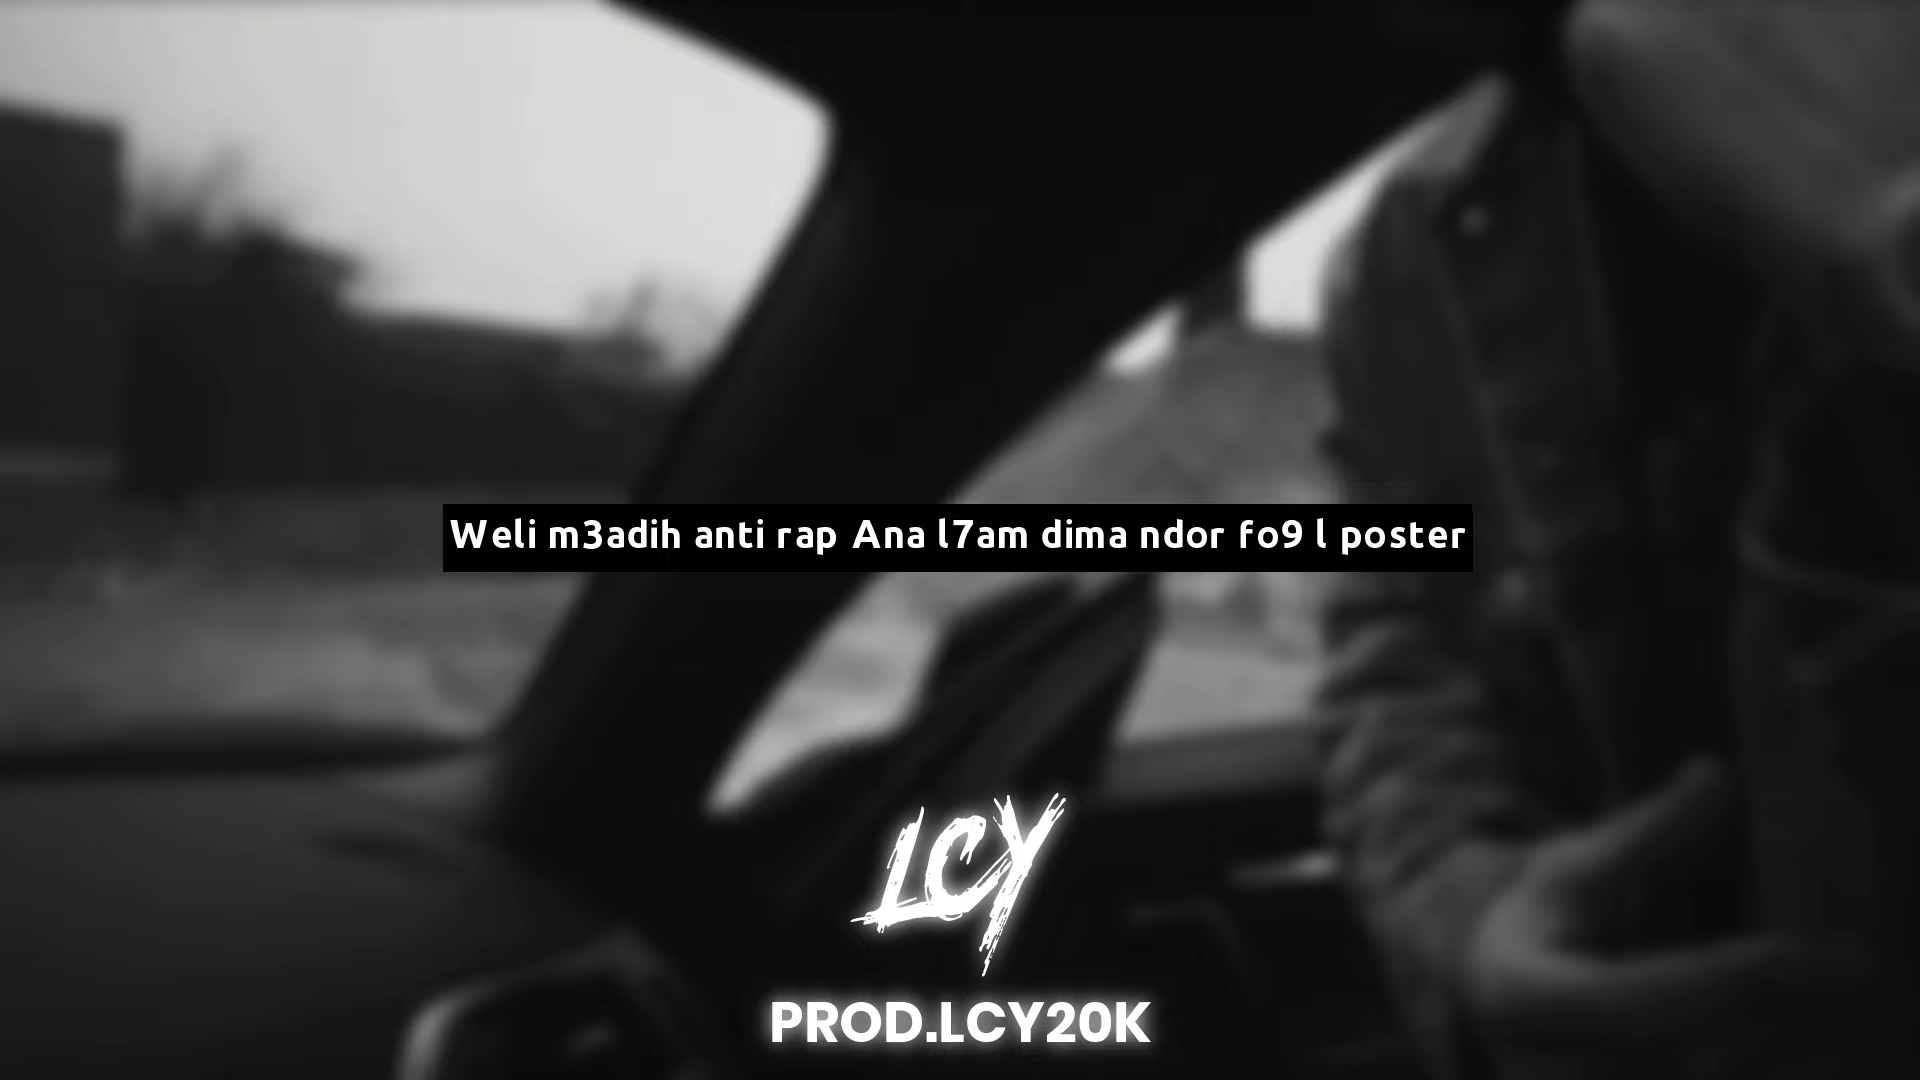 Weli m3adih anti rap Ana l7am dima ndor fo9 l poster
LCY
PROD.LCY20K